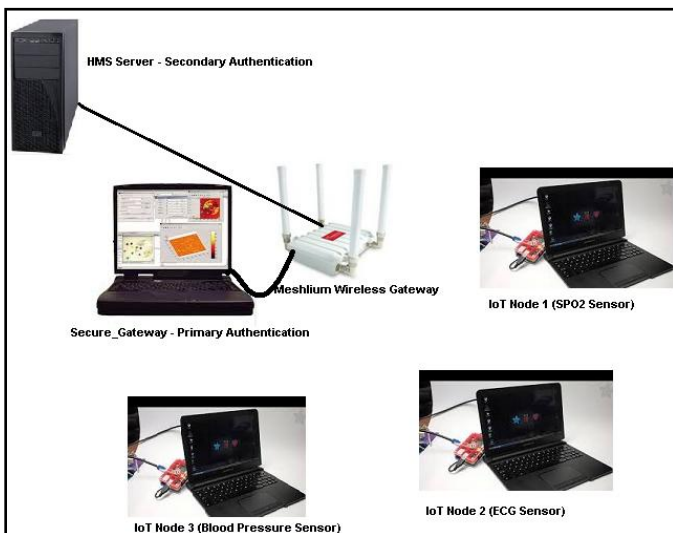 HMS Server - Secondary Authentication
Meshlium Wireless Gateway
Secure_Gateway - Primary Authentication
IoT Node 1 (SPO2 Sensor)
IoT Node 2 (ECG Sensor)
IoT Node 3 (Blood Pressure Sensor)